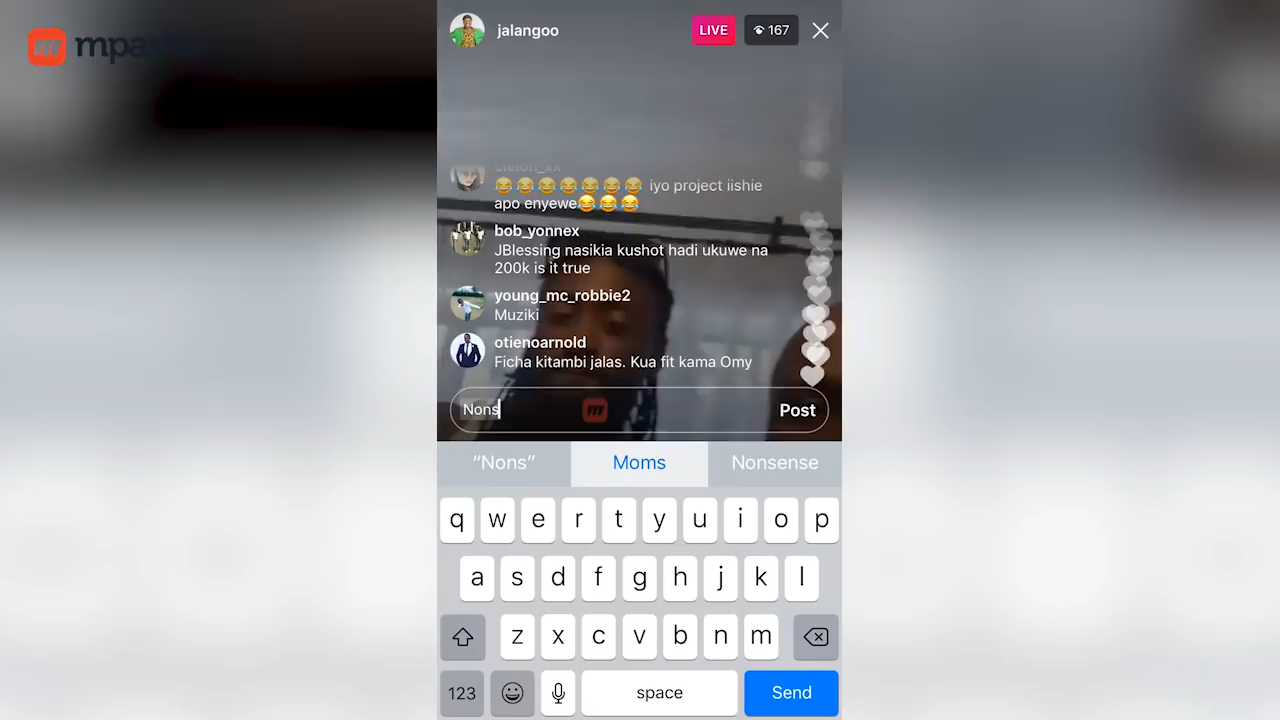 jalangoo
LIVE
167
😂😂😂😂😂😂😂 iyo project iishie
apo enyewe😂😂😂
bob_yonnex
JBlessing nasikia kushot hadi ukuwe na
200k is it true
young_mc_robbie2
Muziki
otienoarnold
Ficha kitambi jalas. Kua fit kama Omy
Nons
Post
“Nons”
Moms
Nonsense
q w e r t y u i o p
a s d f g h j k l
z x c v b n m
123
space
Send